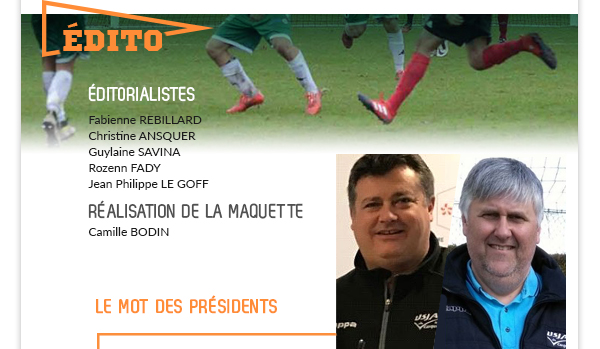 ÉDITO
ÉDITORIALISTES
Fabienne REBILLARD
Christine ANSQUER
Guylaine SAVINA
Rozenn FADY
Jean Philippe LE GOFF
RÉALISATION DE LA MAQUETTE
Camille BODIN
LE MOT DES PRÉSIDENTS